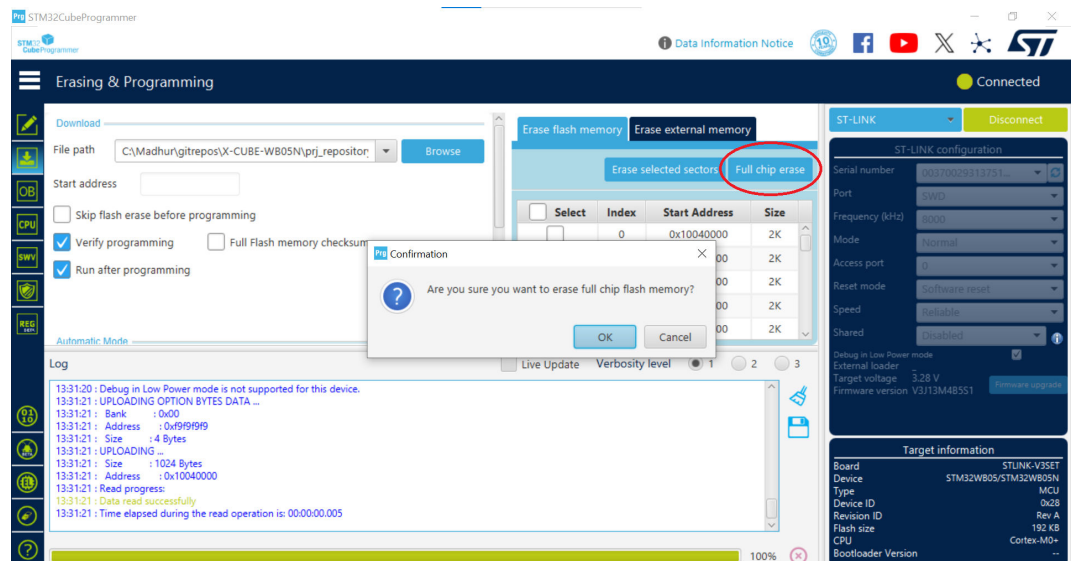 Prg STM32CubeProgrammer
STM32
CubeProgrammer
Data Information Notice
10
Erasing & Programming
Connected
Download
File path
C:\Madhur\gitrepos\X-CUBE-WB05N\prj_repository
Browse
Start address
Skip flash erase before programming
Verify programming
Full Flash memory checksum
Run after programming
Automatic Mode
OB
CPU
SWV
REG
Erase flash memory
Erase external memory
Erase selected sectors
Full chip erase
Select Index Start Address Size
0 0x10040000 2K
00 2K
00 2K
00 2K
00 2K
Prg Confirmation
Are you sure you want to erase full chip flash memory?
OK
Cancel
Log
Live Update
Verbosity level
1
2
3
13:31:20 : Debug in Low Power mode is not supported for this device.
13:31:21 : UPLOADING OPTION BYTES DATA ...
13:31:21 : Bank : 0x00
13:31:21 : Address : 0xf9f9f9f9
13:31:21 : Size : 4 Bytes
13:31:21 : UPLOADING ...
13:31:21 : Size : 1024 Bytes
13:31:21 : Address : 0x10040000
13:31:21 : Read progress:
13:31:21 : Data read successfully
13:31:21 : Time elapsed during the read operation is: 00:00:00.005
100%
ST-LINK
Disconnect
ST-LINK configuration
Serial number 00370029313751...
Port SWD
Frequency (kHz) 8000
Mode Normal
Access port 0
Reset mode Software reset
Speed Reliable
Shared Disabled
Debug in Low Power mode
External loader _
Target voltage 3.28 V
Firmware version V3J13M4B5S1
Firmware upgrade
Target information
Board STLINK-V3SET
Device STM32WB05/STM32WB05N
Type MCU
Device ID 0x28
Revision ID Rev A
Flash size 192 KB
CPU Cortex-M0+
Bootloader Version --